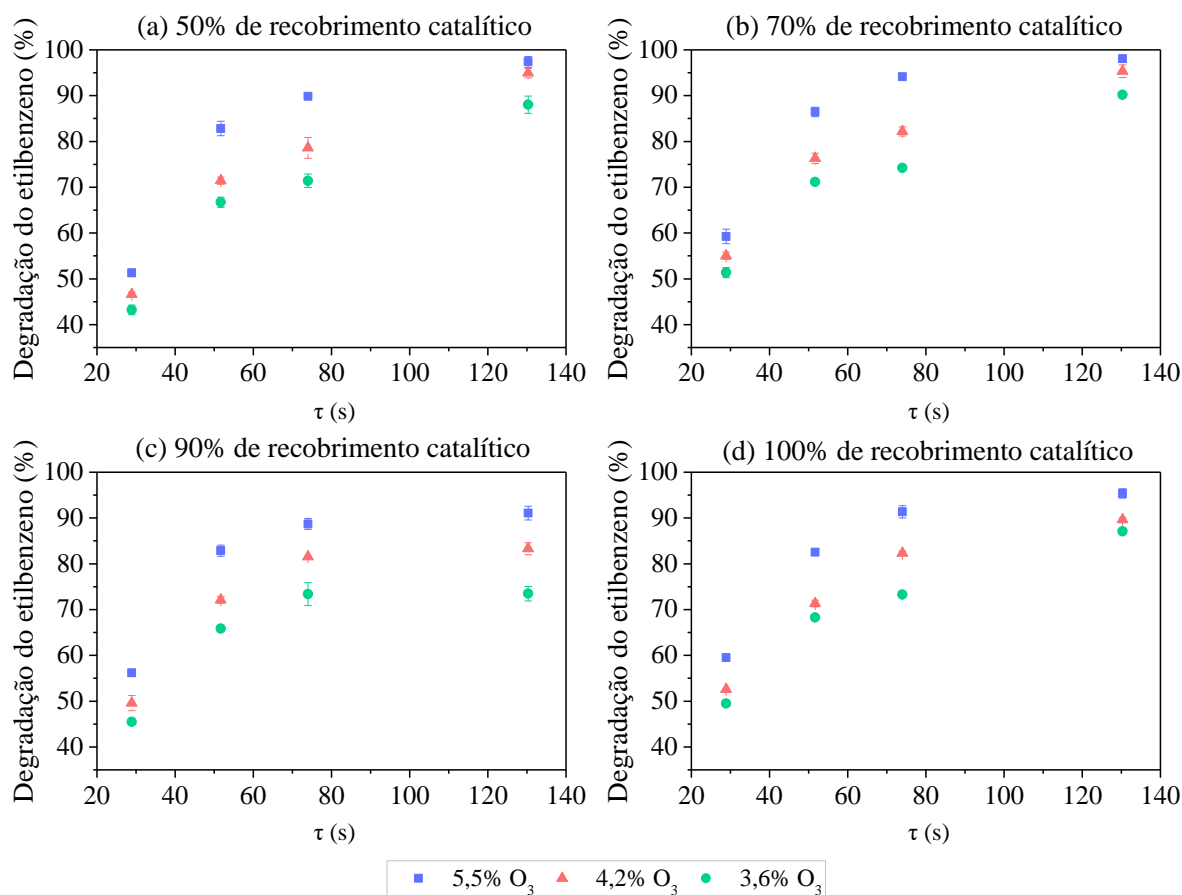 (a) 50% de recobrimento catalítico
Degradação do etilbenzeno (%)
100
90
80
70
60
50
40
20 40 60 80 100 120 140
τ (s)
(b) 70% de recobrimento catalítico
Degradação do etilbenzeno (%)
100
90
80
70
60
50
40
20 40 60 80 100 120 140
τ (s)
(c) 90% de recobrimento catalítico
Degradação do etilbenzeno (%)
100
90
80
70
60
50
40
20 40 60 80 100 120 140
τ (s)
(d) 100% de recobrimento catalítico
Degradação do etilbenzeno (%)
100
90
80
70
60
50
40
20 40 60 80 100 120 140
τ (s)
5,5% O₃ 4,2% O₃ 3,6% O₃